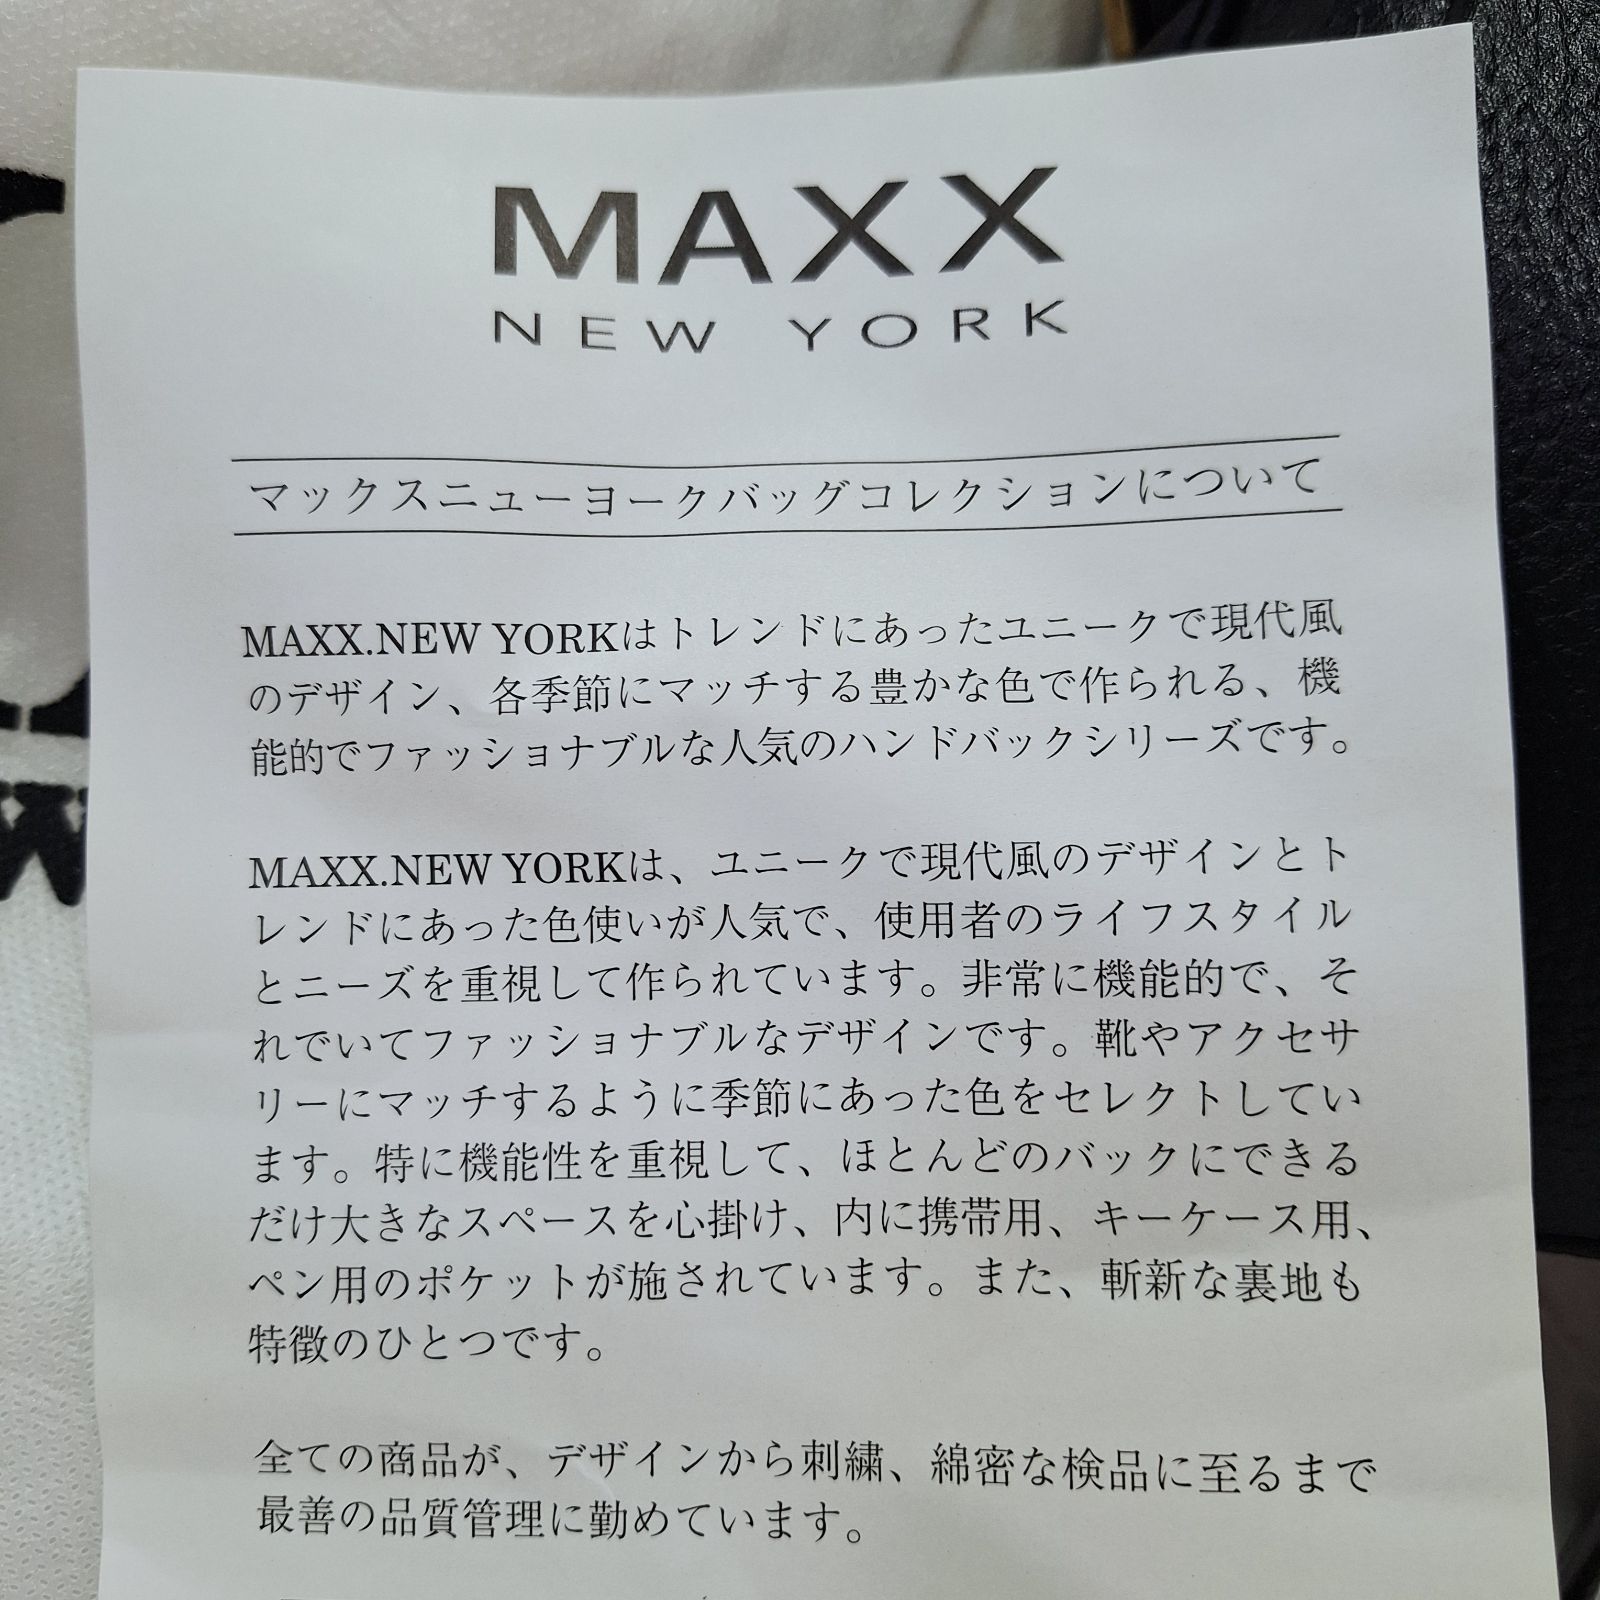 MAXX
NEW YORK
マックスニューヨークバッグコレクションについて
MAXX.NEW YORKはトレンドにあったユニークで現代風
のデザイン、各季節にマッチする豊かな色で作られる、機
能的でファッショナブルな人気のハンドバックシリーズです。
MAXX.NEW YORKは、ユニークで現代風のデザインとト
レンドにあった色使いが人気で、使用者のライフスタイル
とニーズを重視して作られています。非常に機能的で、そ
れでいてファッショナブルなデザインです。靴やアクセサ
リーにマッチするように季節にあった色をセレクトしてい
ます。特に機能性を重視して、ほとんどのバックにできる
だけ大きなスペースを心掛け、内に携帯用、キーケース用、
ペン用のポケットが施されています。また、斬新な裏地も
特徴のひとつです。
全ての商品が、デザインから刺繍、綿密な検品に至るまで
最善の品質管理に勤めています。